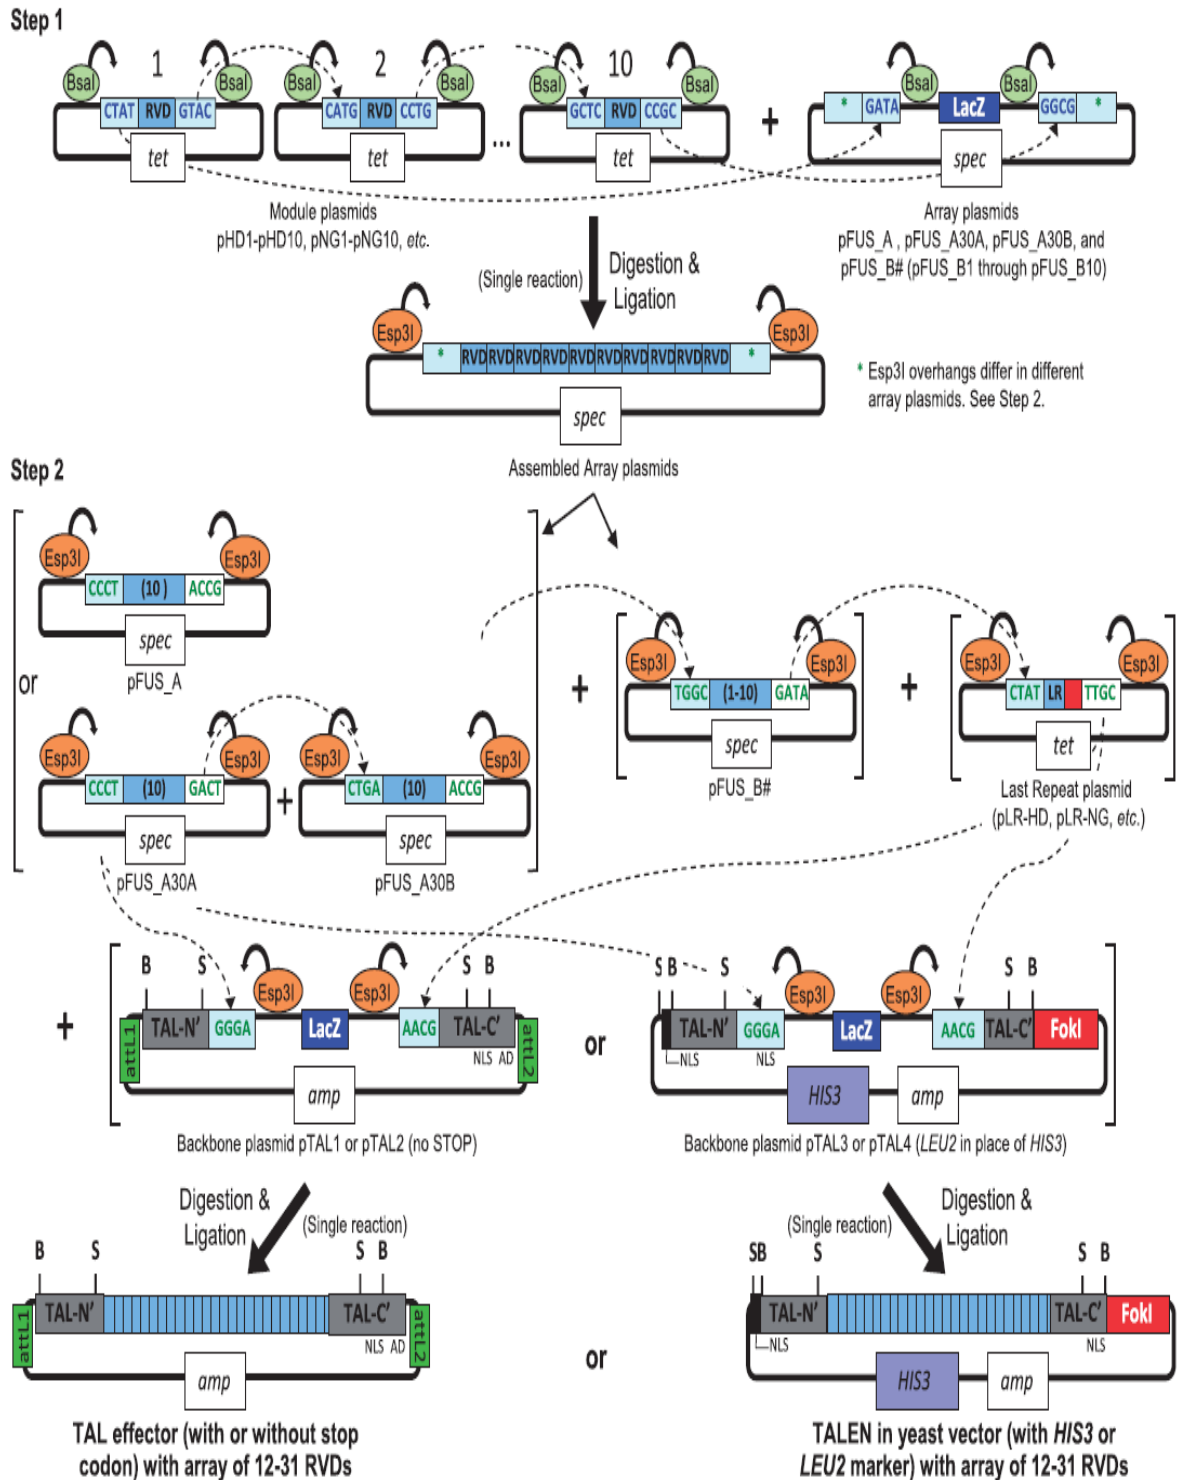 Step 1
1 2 10
BsaI BsaI BsaI BsaI BsaI BsaI BsaI BsaI
CTAT RVD GTAC CATG RVD CCTG GCTC RVD CCGC + * GATA LacZ GGCG *
tet tet ... tet spec
Module plasmids
pHD1-pHD10, pNG1-pNG10, etc.
Array plasmids
pFUS_A , pFUS_A30A, pFUS_A30B, and
pFUS_B# (pFUS_B1 through pFUS_B10)
(Single reaction)
Digestion &
Ligation
Esp3I Esp3I
* RVD RVD RVD RVD RVD RVD RVD RVD RVD RVD *
spec
* Esp3I overhangs differ in different
array plasmids. See Step 2.
Assembled Array plasmids
Step 2
Esp3I Esp3I
CCCT (10 ) ACCG
spec
pFUS_A
or
Esp3I Esp3I Esp3I Esp3I
CCCT (10) GACT + CTGA (10) ACCG
spec spec
pFUS_A30A pFUS_A30B
+
Esp3I Esp3I
TGGC (1-10) GATA
spec
pFUS_B#
+
Esp3I Esp3I
CTAT LR TTGC
tet
Last Repeat plasmid
(pLR-HD, pLR-NG, etc.)
+
B S Esp3I Esp3I S B
attL1 TAL-N' GGGA LacZ AACG TAL-C' attL2
NLS AD
amp
Backbone plasmid pTAL1 or pTAL2 (no STOP)
or
S B S Esp3I Esp3I S B
TAL-N' GGGA LacZ AACG TAL-C' FokI
NLS NLS
HIS3 amp
Backbone plasmid pTAL3 or pTAL4 (LEU2 in place of HIS3)
Digestion &
Ligation
(Single reaction)
(Single reaction)
Digestion &
Ligation
B S S B
attL1 TAL-N' TAL-C' attL2
NLS AD
amp
TAL effector (with or without stop
codon) with array of 12-31 RVDs
or
S B S S B
TAL-N' TAL-C' FokI
NLS NLS
HIS3 amp
TALEN in yeast vector (with HIS3 or
LEU2 marker) with array of 12-31 RVDs